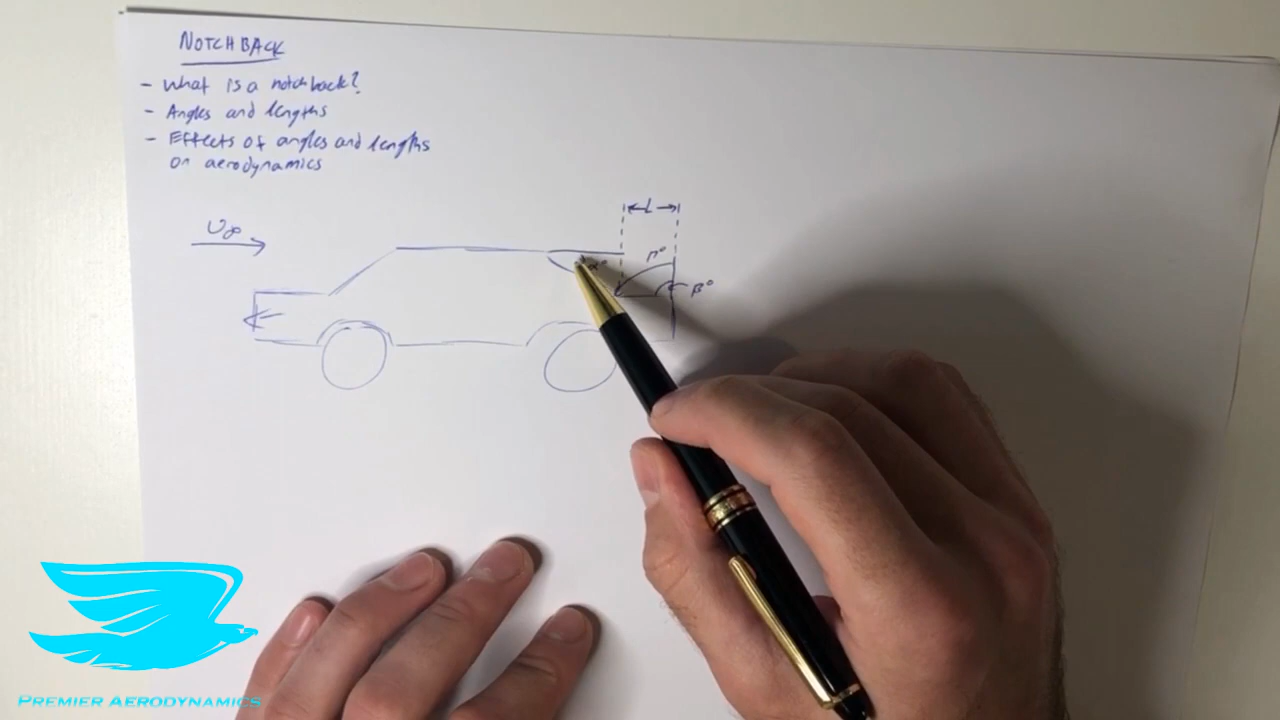 NOTCHBACK
- What is a notchback?
- Angles and lengths
- Effects of angles and lengths
on aerodynamics
U∞
L
α°
Γ°
β°
PREMIER AERODYNAMICS